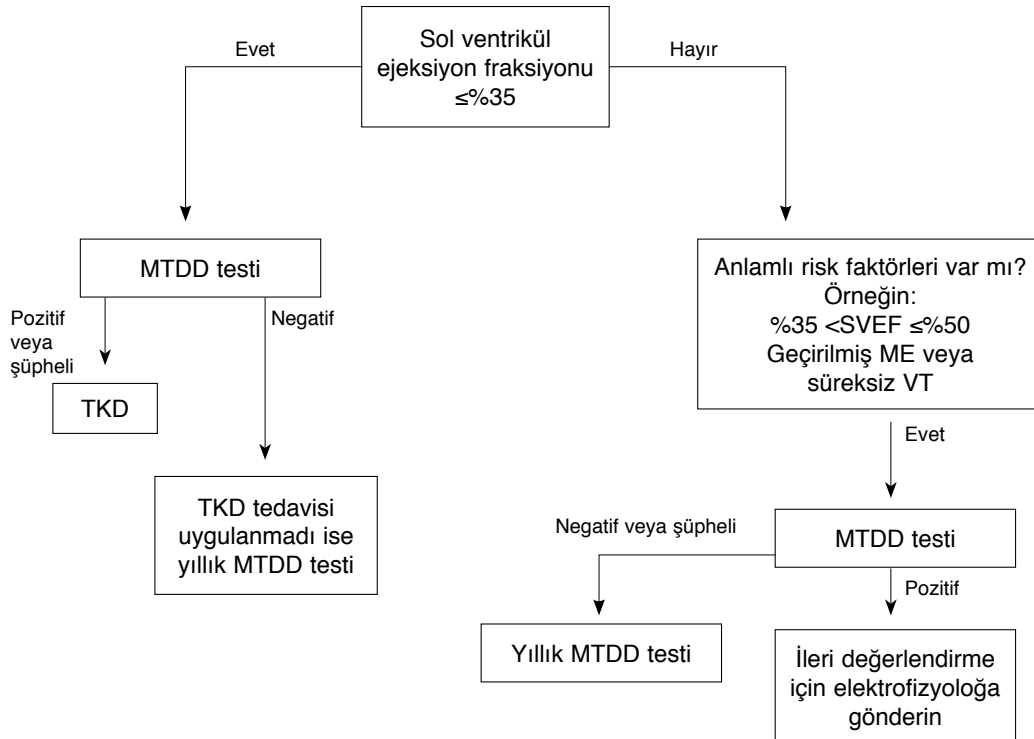 Sol ventrikül
ejeksiyon fraksiyonu
≤%35
Evet
Hayır
MTDD testi
Pozitif
veya
şüpheli
Negatif
TKD
TKD tedavisi
uygulanmadı ise
yıllık MTDD testi
Anlamlı risk faktörleri var mı?
Örneğin:
%35 <SVEF ≤%50
Geçirilmiş ME veya
süreksiz VT
Evet
MTDD testi
Negatif veya şüpheli
Pozitif
Yıllık MTDD testi
İleri değerlendirme
için elektrofizyoloğa
gönderin